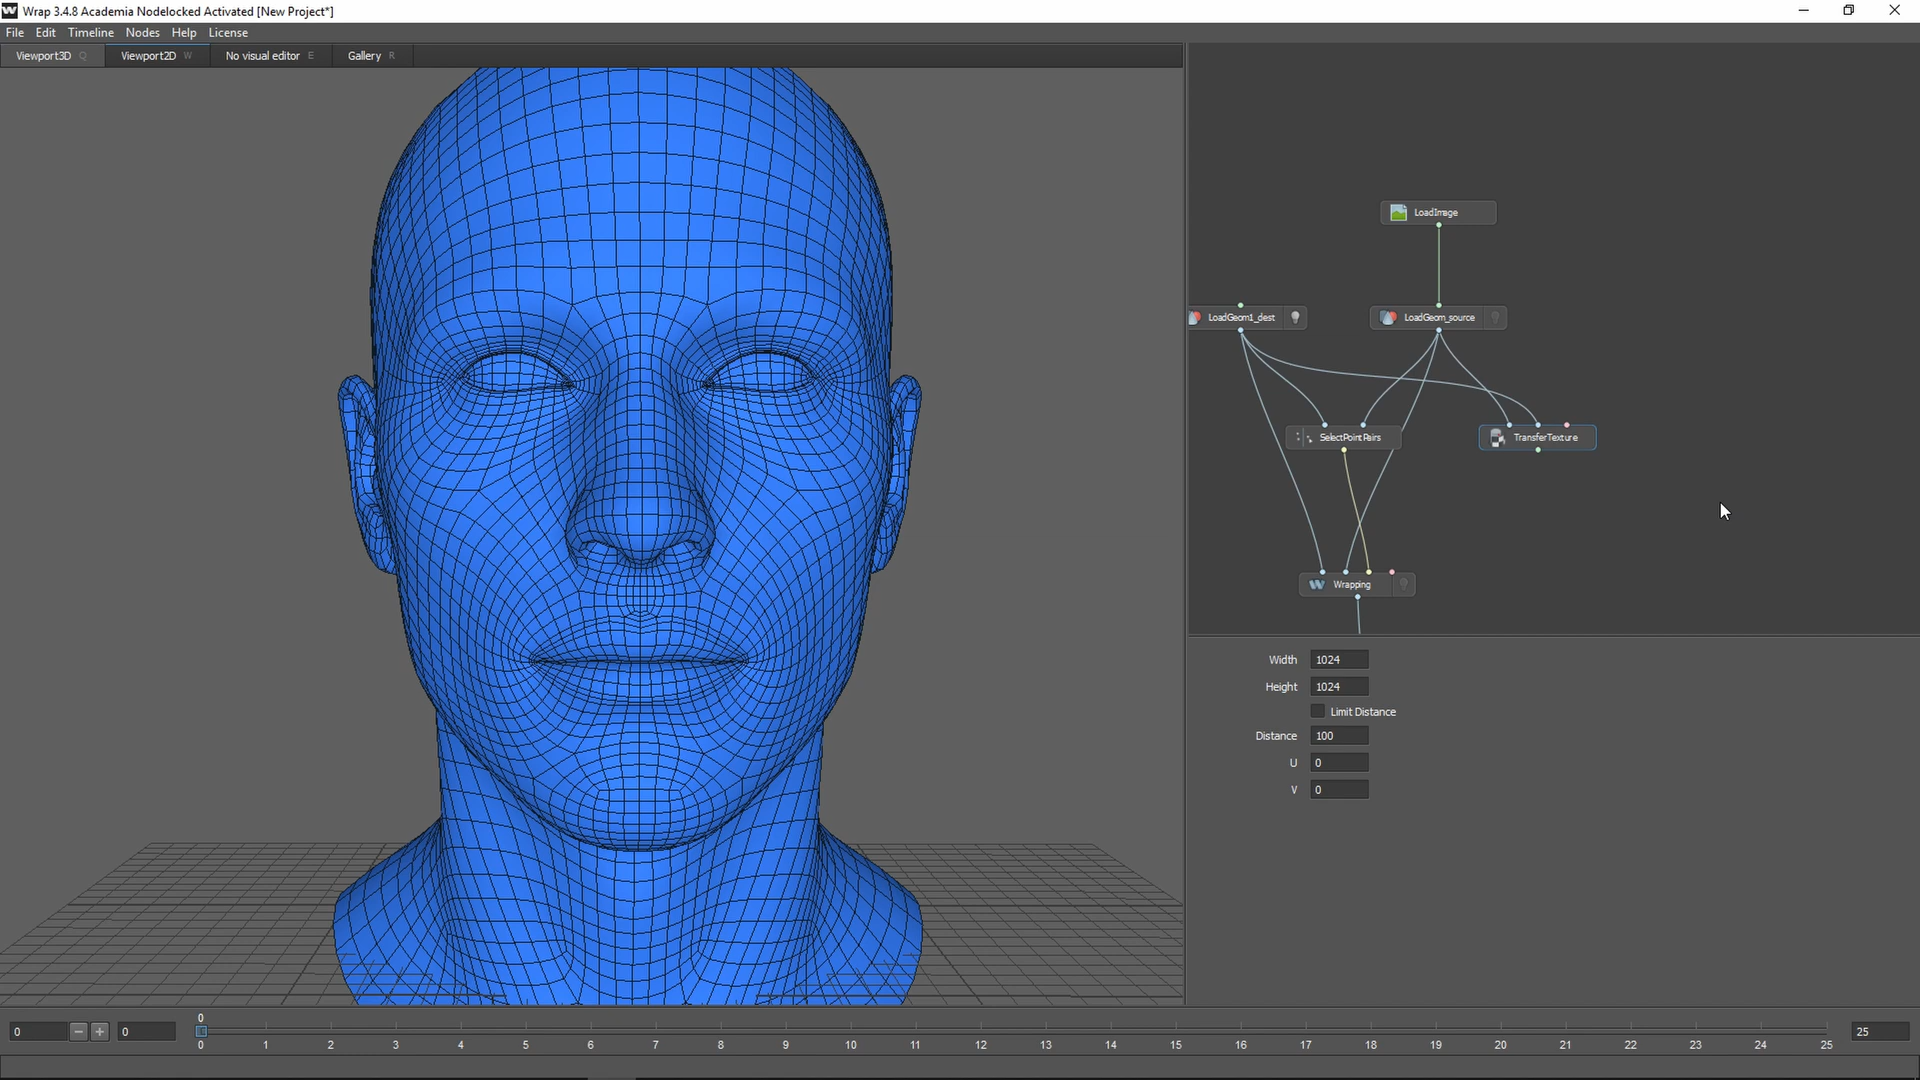 Wrap 3.4.8 Academia Nodelocked Activated [New Project*]
File Edit Timeline Nodes Help License
Viewport3D Q Viewport2D W No visual editor E Gallery R
LoadImage
LoadGeom1_dest
LoadGeom_source
SelectPointPairs
TransferTexture
Wrapping
Width 1024
Height 1024
Limit Distance
Distance 100
U 0
V 0
0
0 − + 0 25
0 1 2 3 4 5 6 7 8 9 10 11 12 13 14 15 16 17 18 19 20 21 22 23 24 25